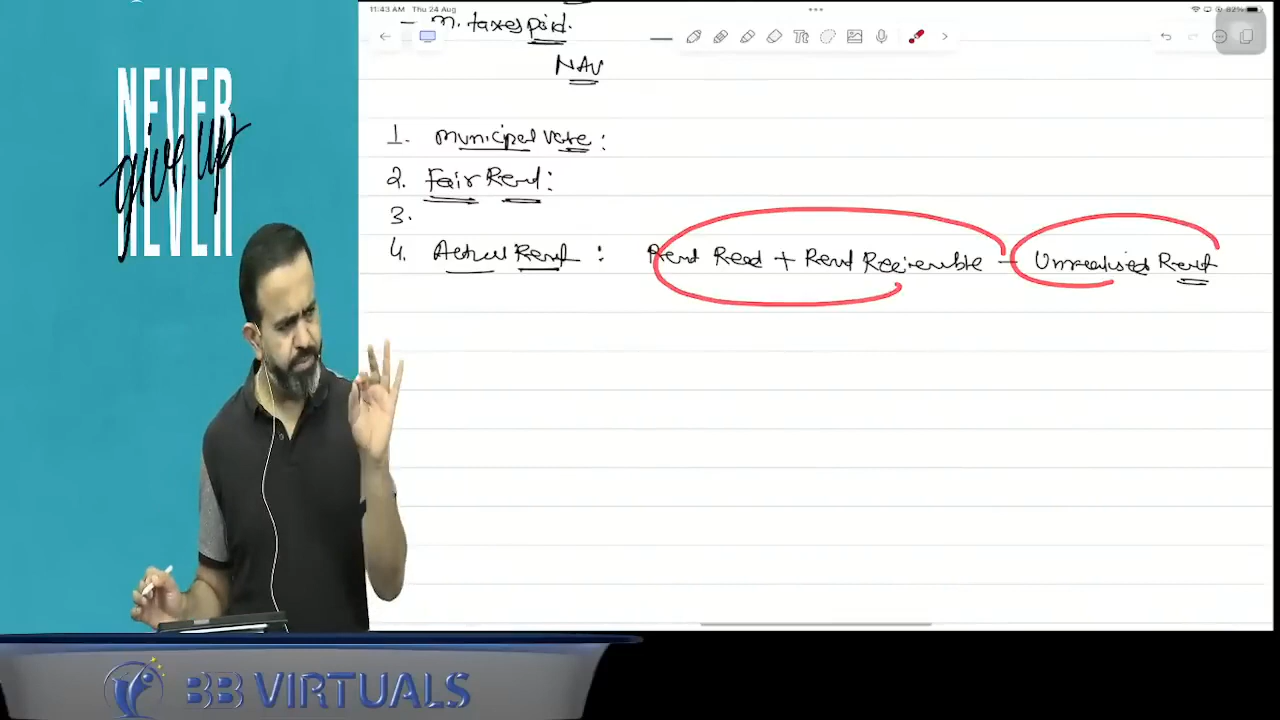 11:43 AM Thu 24 Aug
82%
- m. taxes paid.
NAV
1. Municipal Value:
2. Fair Rent:
3.
4. Actual Rent : Rent Recd + Rent Receivable - Unrealised Rent
NEVER
give up
NEVER
BB VIRTUALS